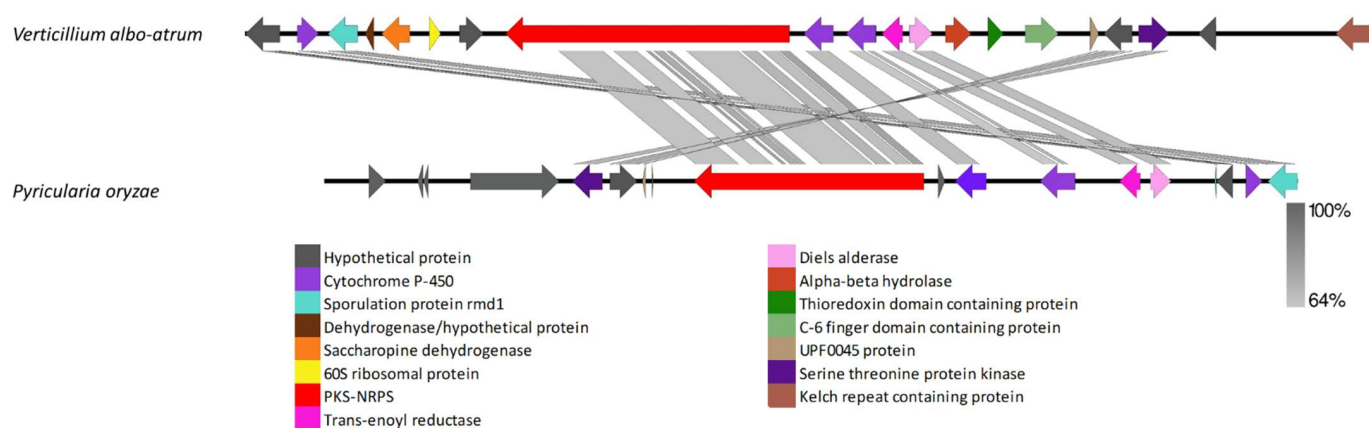 Verticillium albo-atrum
Pyricularia oryzae
100%
64%
Hypothetical protein
Cytochrome P-450
Sporulation protein rmd1
Dehydrogenase/hypothetical protein
Saccharopine dehydrogenase
60S ribosomal protein
PKS-NRPS
Trans-enoyl reductase
Diels alderase
Alpha-beta hydrolase
Thioredoxin domain containing protein
C-6 finger domain containing protein
UPF0045 protein
Serine threonine protein kinase
Kelch repeat containing protein